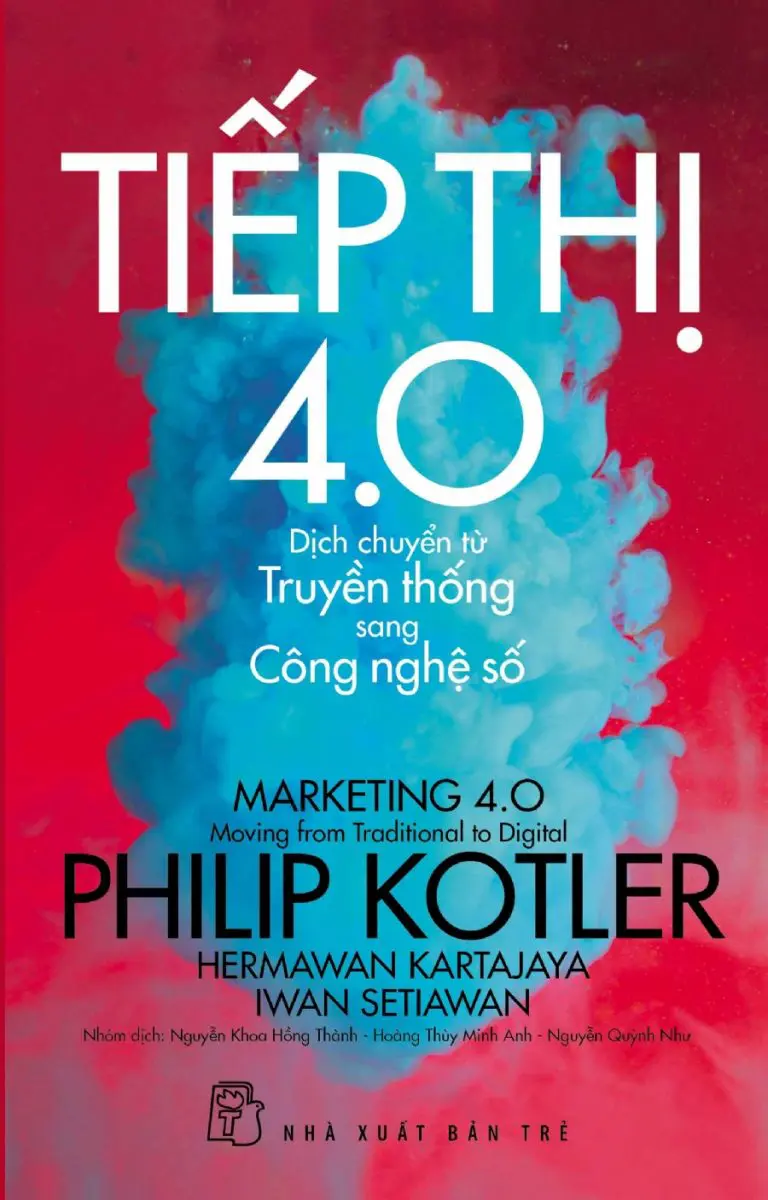 TIẾP THỊ
4.0
Dịch chuyển từ
Truyền thống
sang
Công nghệ số
MARKETING 4.0
Moving from Traditional to Digital
PHILIP KOTLER
HERMAWAN KARTAJAYA
IWAN SETIAWAN
Nhóm dịch: Nguyễn Khoa Hồng Thành - Hoàng Thùy Minh Anh - Nguyễn Quỳnh Như
T
NHÀ XUẤT BẢN TRẺ